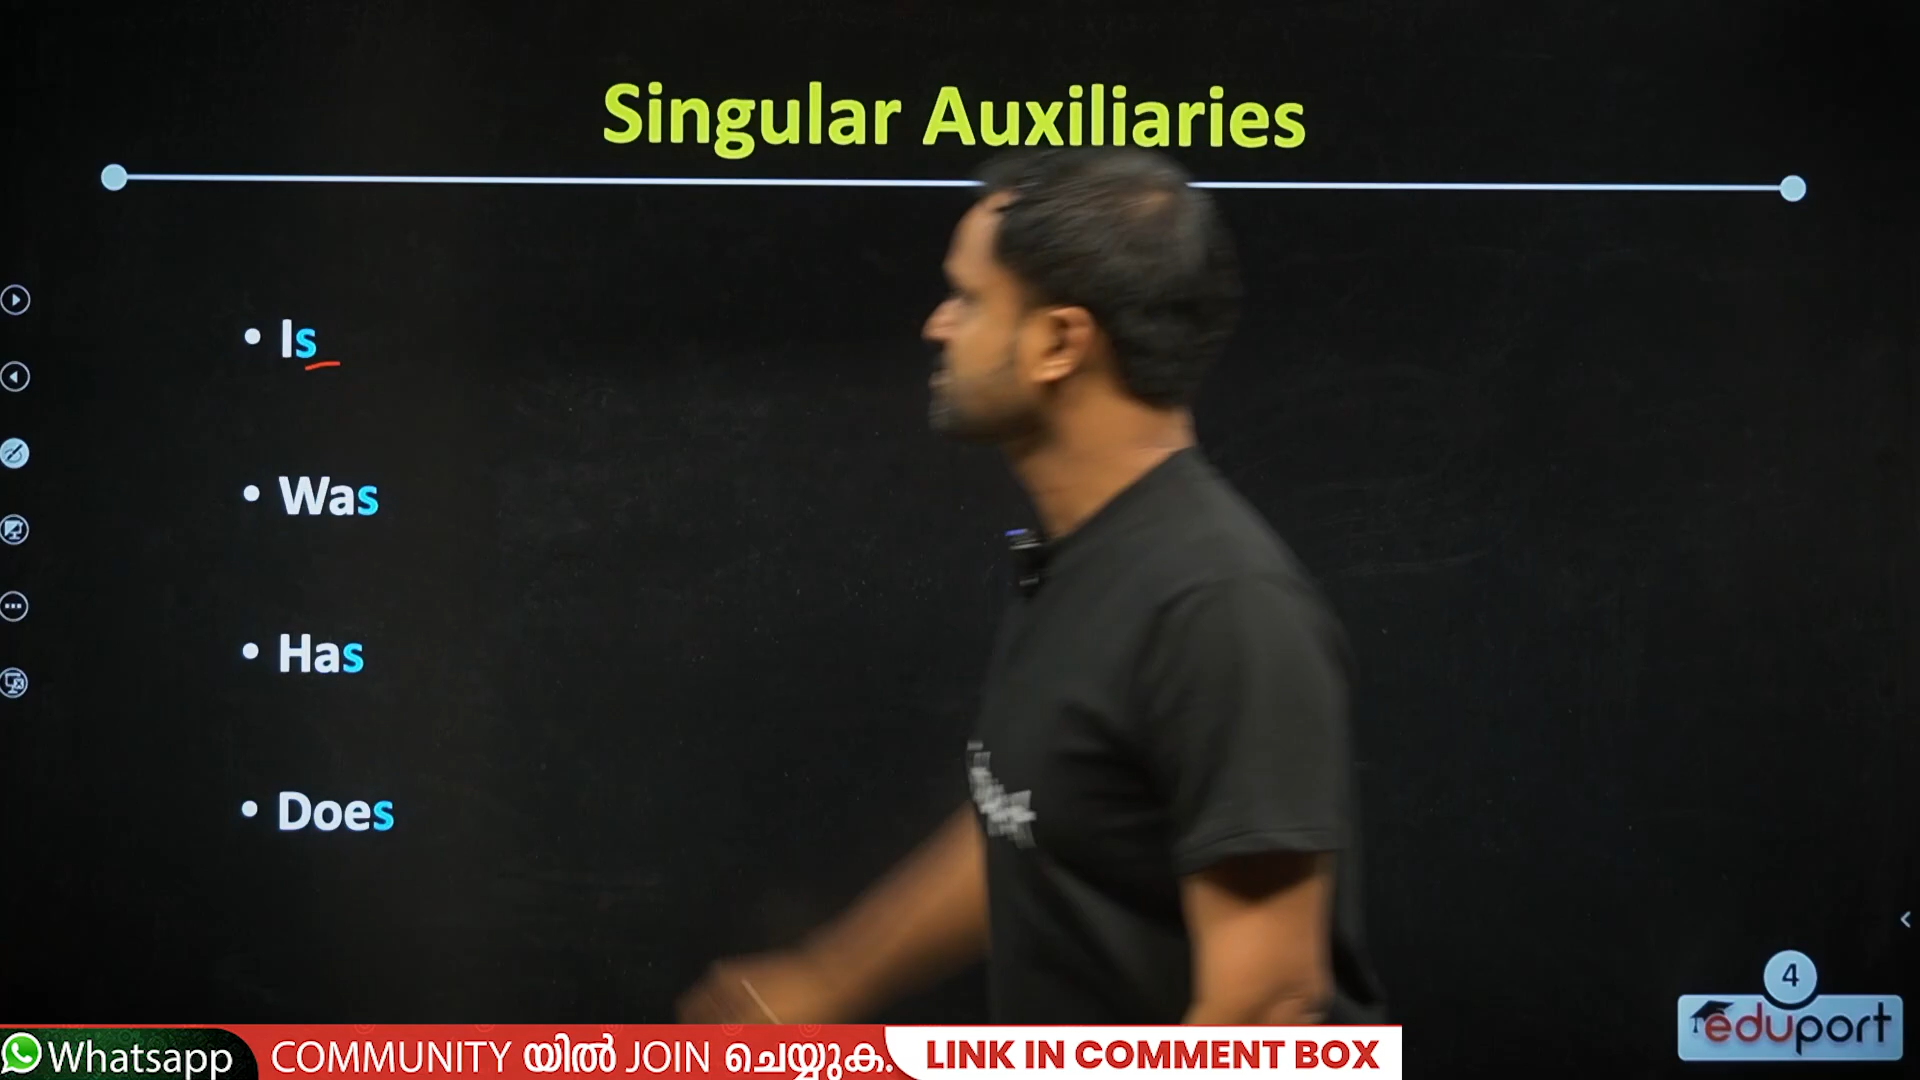 Singular Auxiliaries
• Is
• Was
• Has
• Does
4
eduport
Whatsapp COMMUNITY യിൽ JOIN ചെയ്യുക. LINK IN COMMENT BOX